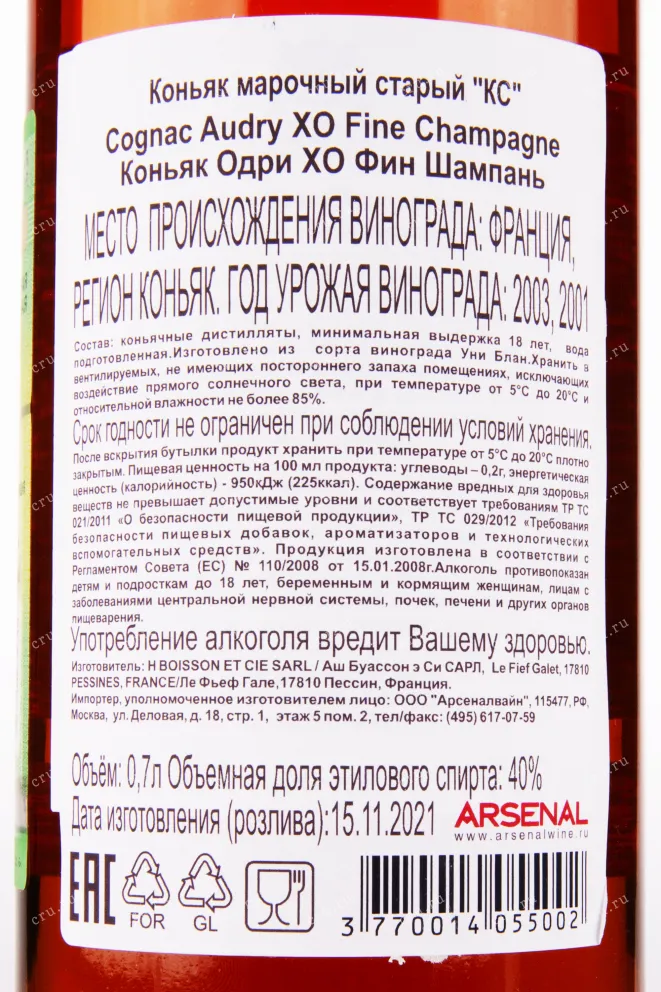 Коньяк марочный старый "КС"
Cognac Audry XO Fine Champagne
Коньяк Одри ХО Фин Шампань
МЕСТО ПРОИСХОЖДЕНИЯ ВИНОГРАДА: ФРАНЦИЯ,
РЕГИОН КОНЬЯК. ГОД УРОЖАЯ ВИНОГРАДА: 2003, 2001
Состав: коньячные дистилляты, минимальная выдержка 18 лет, вода
подготовленная.Изготовлено из сорта винограда Уни Блан.Хранить в
вентилируемых, не имеющих постороннего запаха помещениях, исключающих
воздействие прямого солнечного света, при температуре от 5°С до 20°С и
относительной влажности не более 85%.
Срок годности не ограничен при соблюдении условий хранения.
После вскрытия бутылки продукт хранить при температуре от 5°С до 20°С плотно
закрытым. Пищевая ценность на 100 мл продукта: углеводы – 0,2г, энергетическая
ценность (калорийность) - 950кДж (225ккал). Содержание вредных для здоровья
веществ не превышает допустимые уровни и соответствует требованиям ТР ТС
021/2011 «О безопасности пищевой продукции», ТР ТС 029/2012 «Требования
безопасности пищевых добавок, ароматизаторов и технологических
вспомогательных средств». Продукция изготовлена в соответствии с
Регламентом Совета (ЕС) № 110/2008 от 15.01.2008г.Алкоголь противопоказан
детям и подросткам до 18 лет, беременным и кормящим женщинам, лицам с
заболеваниями центральной нервной системы, почек, печени и других органов
пищеварения.
Употребление алкоголя вредит Вашему здоровью.
Изготовитель: H BOISSON ET CIE SARL / Аш Буассон э Си САРЛ, Le Fief Galet, 17810
PESSINES, FRANCE/Ле Фьеф Гале,17810 Пессин, Франция.
Импортер, уполномоченное изготовителем лицо: ООО "Арсеналвайн", 115477, РФ,
Москва, ул. Деловая, д. 18, стр. 1, этаж 5 пом. 2, тел/факс: (495) 617-07-59
Объём: 0,7л Объемная доля этилового спирта: 40%
Дата изготовления (розлива):15.11.2021
ARSENAL
www.arsenalwine.ru
EAC
FOR
GL
3 770014 055002